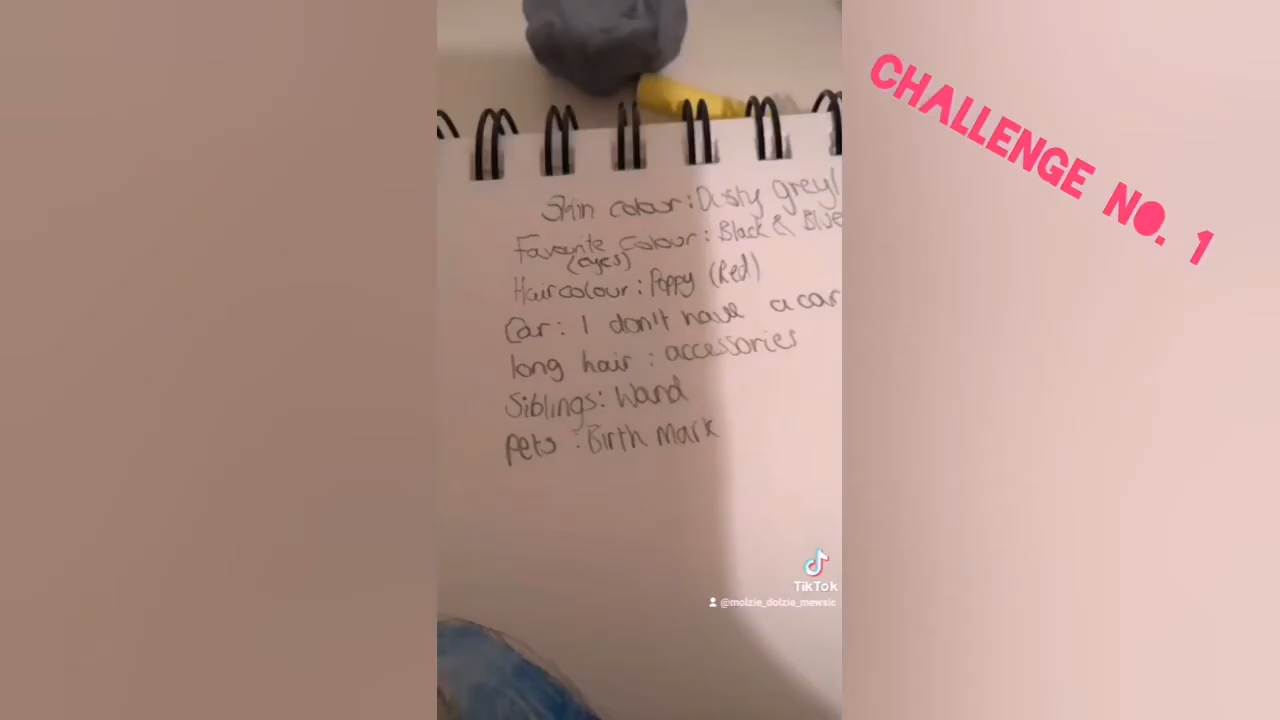 CHALLENGE NO. 1
Skin colour: Dusty grey
Favourite Colour: Black & Blue
(eyes)
Hair colour: Poppy (Red)
Car: I don't have a car
long hair: accessories
Siblings: Wand
Pets: Birth Mark
TikTok
@molzie_dolzie_mewsic